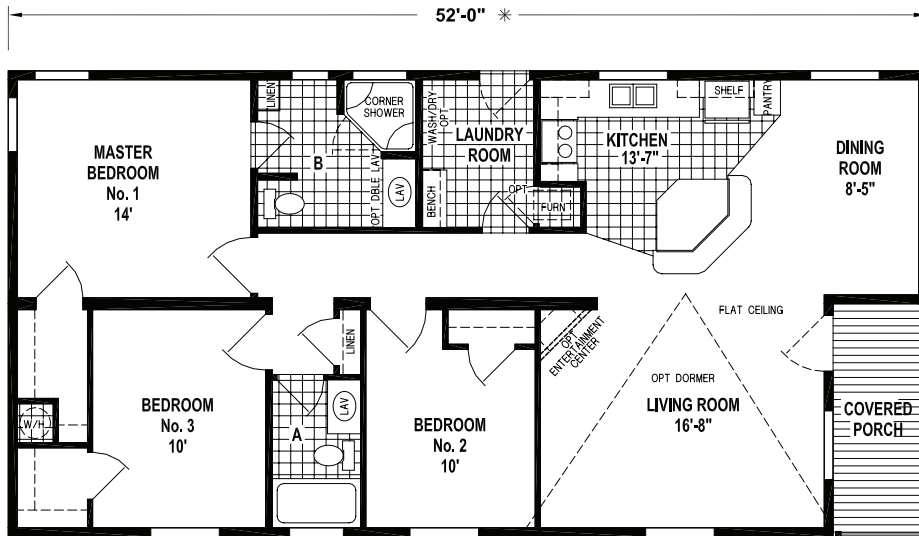 52'-0" ✳
MASTER
BEDROOM
No. 1
14'
LINEN
CORNER
SHOWER
B
OPT DBLE LAV
LAV
WASH/DRY
OPT
LAUNDRY
ROOM
BENCH
OPT
FURN
KITCHEN
13'-7"
SHELF
PANTRY
DINING
ROOM
8'-5"
W/H
BEDROOM
No. 3
10'
LINEN
LAV
A
BEDROOM
No. 2
10'
OPT
ENTERTAINMENT
CENTER
FLAT CEILING
OPT DORMER
LIVING ROOM
16'-8"
COVERED
PORCH